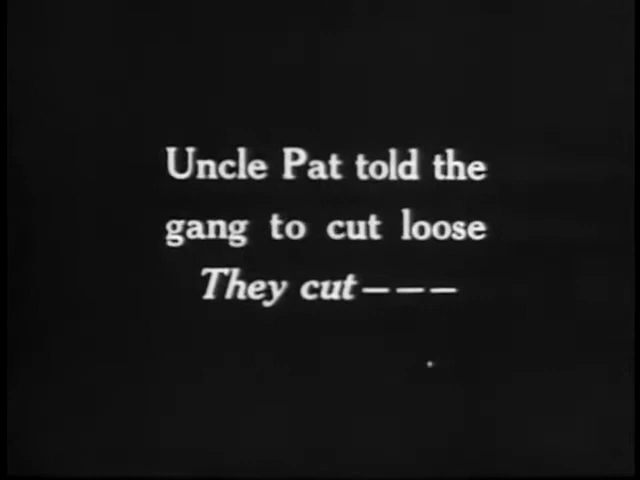 Uncle Pat told the
gang to cut loose
They cut———